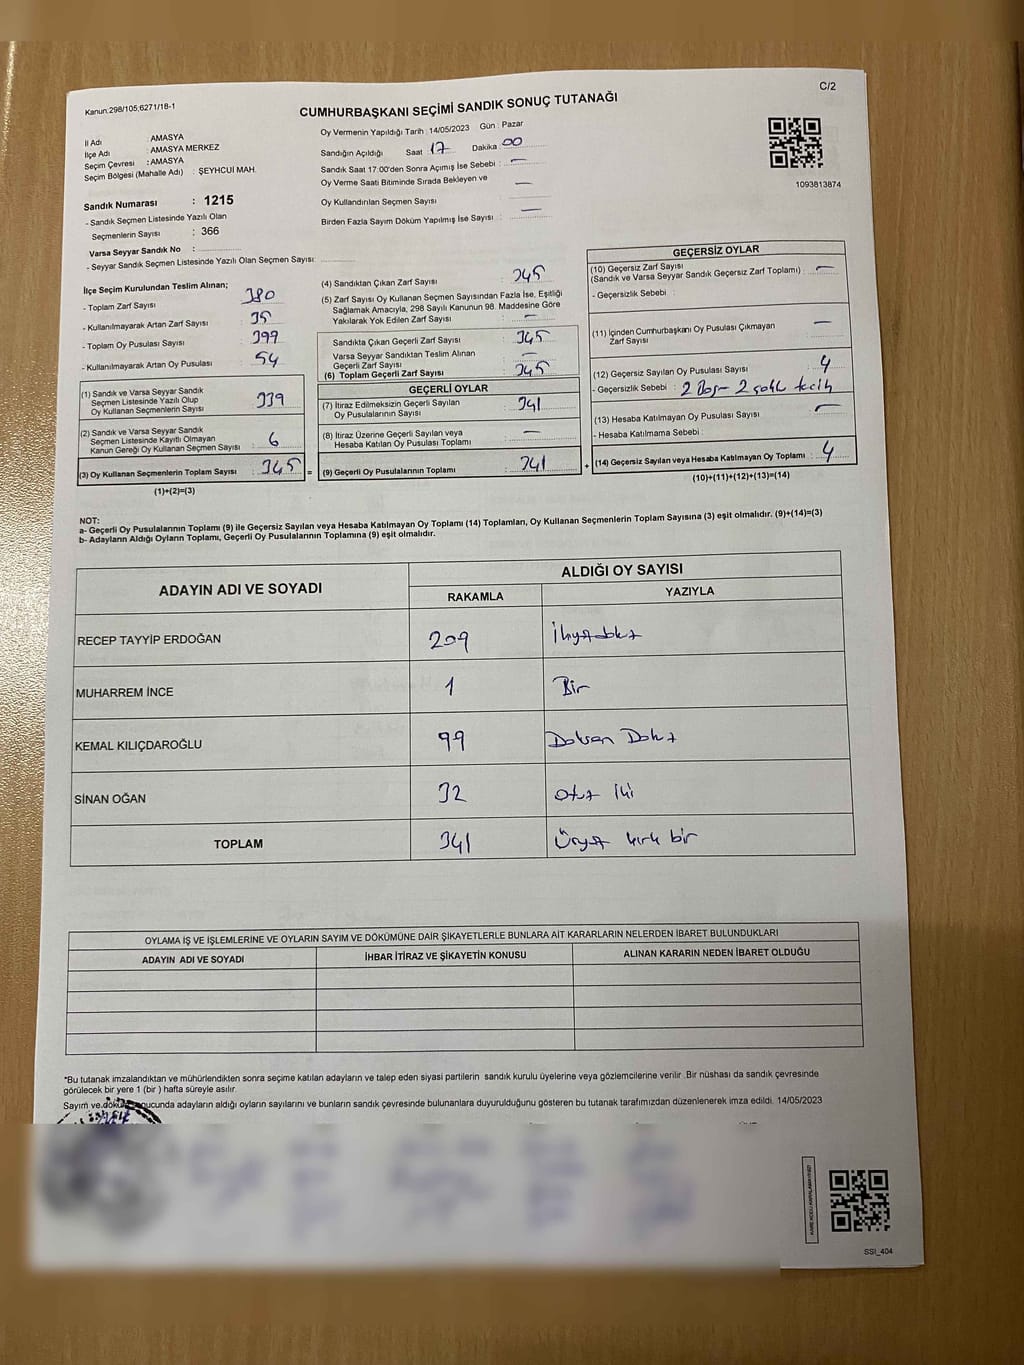 Kanun:298/105;6271/18-1
C/2
CUMHURBAŞKANI SEÇİMİ SANDIK SONUÇ TUTANAĞI
1093813874
İl Adı : AMASYA
İlçe Adı : AMASYA MERKEZ
Seçim Çevresi : AMASYA
Seçim Bölgesi (Mahalle Adı) : ŞEYHCUİ MAH.
Sandık Numarası : 1215
- Sandık Seçmen Listesinde Yazılı Olan
Seçmenlerin Sayısı : 366
Varsa Seyyar Sandık No :
- Seyyar Sandık Seçmen Listesinde Yazılı Olan Seçmen Sayısı:
Oy Vermenin Yapıldığı Tarih : 14/05/2023 Gün : Pazar
Sandığın Açıldığı Saat 17 Dakika 00
Sandık Saat 17:00'den Sonra Açımış İse Sebebi : —
Oy Verme Saati Bitiminde Sırada Bekleyen ve —
Oy Kullandırılan Seçmen Sayısı
Birden Fazla Sayım Döküm Yapılmış İse Sayısı : —
İlçe Seçim Kurulundan Teslim Alınan;
- Toplam Zarf Sayısı : 380
- Kullanılmayarak Artan Zarf Sayısı : 35
- Toplam Oy Pusulası Sayısı : 399
- Kullanılmayarak Artan Oy Pusulası : 54
(1) Sandık ve Varsa Seyyar Sandık
Seçmen Listesinde Yazılı Olup
Oy Kullanan Seçmenlerin Sayısı : 339
(2) Sandık ve Varsa Seyyar Sandık
Seçmen Listesinde Kayıtlı Olmayan
Kanun Gereği Oy Kullanan Seçmen Sayısı : 6
(3) Oy Kullanan Seçmenlerin Toplam Sayısı : 345 =
(1)+(2)=(3)
(4) Sandıktan Çıkan Zarf Sayısı : 345
(5) Zarf Sayısı Oy Kullanan Seçmen Sayısından Fazla İse, Eşitliği
Sağlamak Amacıyla, 298 Sayılı Kanunun 98. Maddesine Göre
Yakılarak Yok Edilen Zarf Sayısı : —
Sandıkta Çıkan Geçerli Zarf Sayısı : 345
Varsa Seyyar Sandıktan Teslim Alınan
Geçerli Zarf Sayısı : —
(6) Toplam Geçerli Zarf Sayısı : 345
GEÇERLİ OYLAR
(7) İtiraz Edilmeksizin Geçerli Sayılan
Oy Pusulalarının Sayısı : 341
(8) İtiraz Üzerine Geçerli Sayılan veya
Hesaba Katılan Oy Pusulası Toplamı : —
(9) Geçerli Oy Pusulalarının Toplamı : 341 +
GEÇERSİZ OYLAR
(10) Geçersiz Zarf Sayısı
(Sandık ve Varsa Seyyar Sandık Geçersiz Zarf Toplamı) : —
- Geçersizlik Sebebi :
(11) İçinden Cumhurbaşkanı Oy Pusulası Çıkmayan
Zarf Sayısı : —
(12) Geçersiz Sayılan Oy Pusulası Sayısı : 4
- Geçersizlik Sebebi : 2 Boş - 2
(13) Hesaba Katılmayan Oy Pusulası Sayısı : —
- Hesaba Katılmama Sebebi :
(14) Geçersiz Sayılan veya Hesaba Katılmayan Oy Toplamı : 4
(10)+(11)+(12)+(13)=(14)
NOT:
a- Geçerli Oy Pusulalarının Toplamı (9) ile Geçersiz Sayılan veya Hesaba Katılmayan Oy Toplamı (14) Toplamları, Oy Kullanan Seçmenlerin Toplam Sayısına (3) eşit olmalıdır. (9)+(14)=(3)
b- Adayların Aldığı Oyların Toplamı, Geçerli Oy Pusulalarının Toplamına (9) eşit olmalıdır.
ADAYIN ADI VE SOYADI ALDIĞI OY SAYISI
RAKAMLA YAZIYLA
RECEP TAYYİP ERDOĞAN 209 İkiyüzdokuz
MUHARREM İNCE 1 Bir
KEMAL KILIÇDAROĞLU 99 Doksan Dokuz
SİNAN OĞAN 32 otuz iki
TOPLAM 341 Üçyüz kırk bir
OYLAMA İŞ VE İŞLEMLERİNE VE OYLARIN SAYIM VE DÖKÜMÜNE DAİR ŞİKAYETLERLE BUNLARA AİT KARARLARIN NELERDEN İBARET BULUNDUKLARI
ADAYIN ADI VE SOYADI İHBAR İTİRAZ VE ŞİKAYETİN KONUSU ALINAN KARARIN NEDEN İBARET OLDUĞU
*Bu tutanak imzalandıktan ve mühürlendikten sonra seçime katılan adayların ve talep eden siyasi partilerin sandık kurulu üyelerine veya gözlemcilerine verilir .Bir nüshası da sandık çevresinde
görülecek bir yere 1 (bir ) hafta süreyle asılır.
Sayım ve dökümü sonucunda adayların aldığı oyların sayılarını ve bunların sandık çevresinde bulunanlara duyurulduğunu gösteren bu tutanak tarafımızdan düzenlenerek imza edildi. 14/05/2023
SSI_404